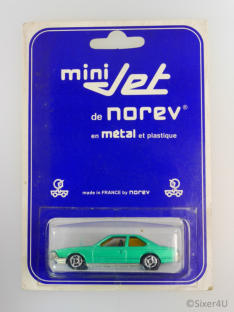 mini Jet
de norev®
en métal et plastique
made in FRANCE by norev
©Sixer4U